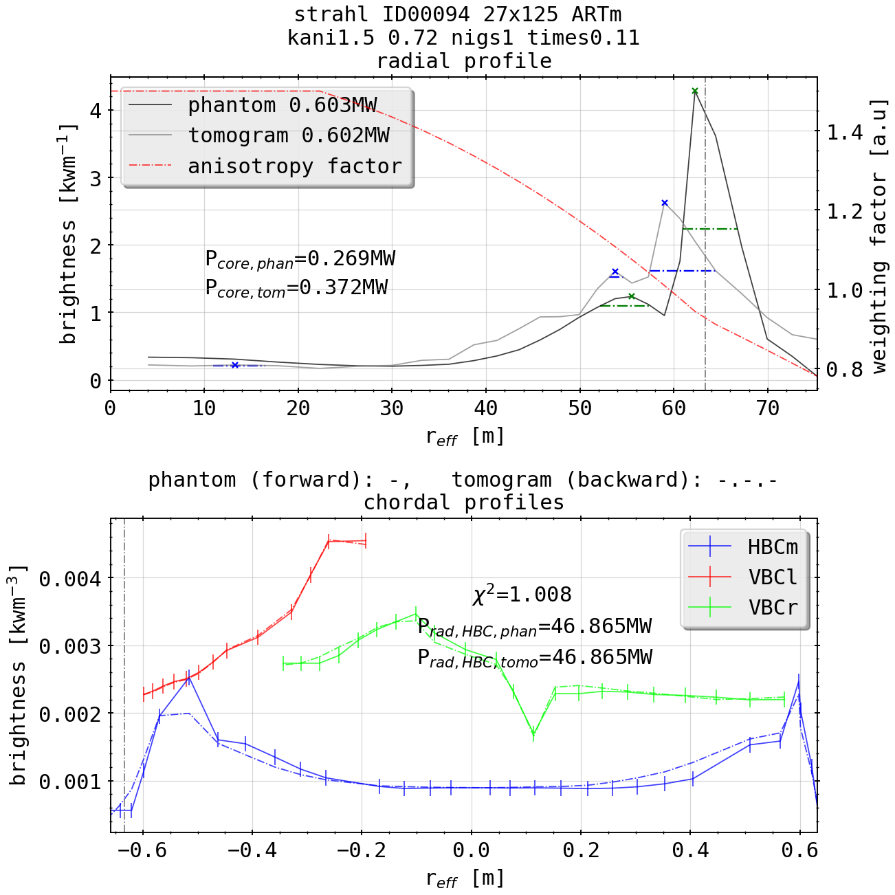 strahl ID00094 27x125 ARTm
kani1.5 0.72 nigs1 times0.11
radial profile
phantom 0.603MW
tomogram 0.602MW
anisotropy factor
P_core,phan=0.269MW
P_core,tom=0.372MW
brightness [kwm⁻¹]
0
1
2
3
4
weighting factor [a.u]
0.8
1.0
1.2
1.4
0 10 20 30 40 50 60 70
r_eff [m]
phantom (forward): -, tomogram (backward): -.-.-
chordal profiles
HBCm
VBCl
VBCr
χ²=1.008
P_rad,HBC,phan=46.865MW
P_rad,HBC,tomo=46.865MW
brightness [kwm⁻³]
0.004
0.003
0.002
0.001
−0.6 −0.4 −0.2 0.0 0.2 0.4 0.6
r_eff [m]